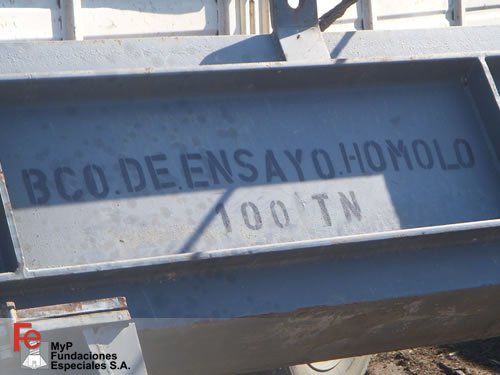 BCO.DE.ENSAYO.HOMOLO
100 TN
Fe
MyP
Fundaciones
Especiales S.A.